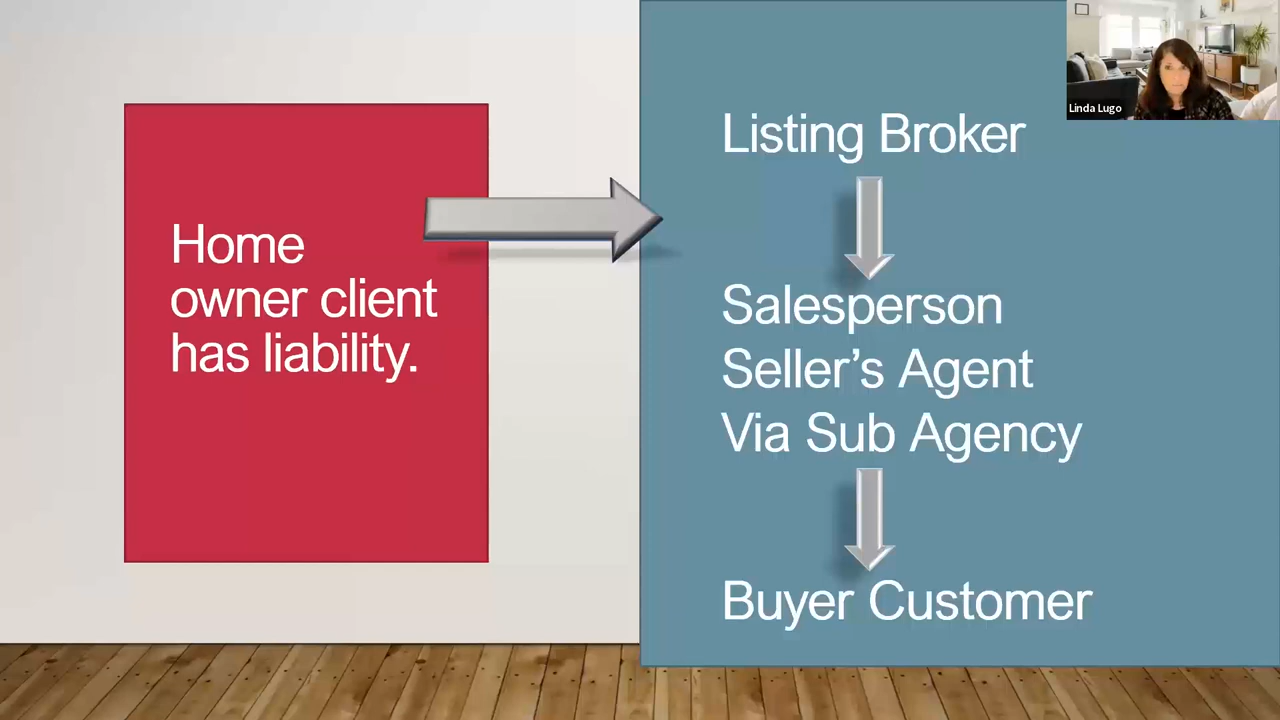 Home
owner client
has liability.
Listing Broker
Salesperson
Seller’s Agent
Via Sub Agency
Buyer Customer
Linda Lugo